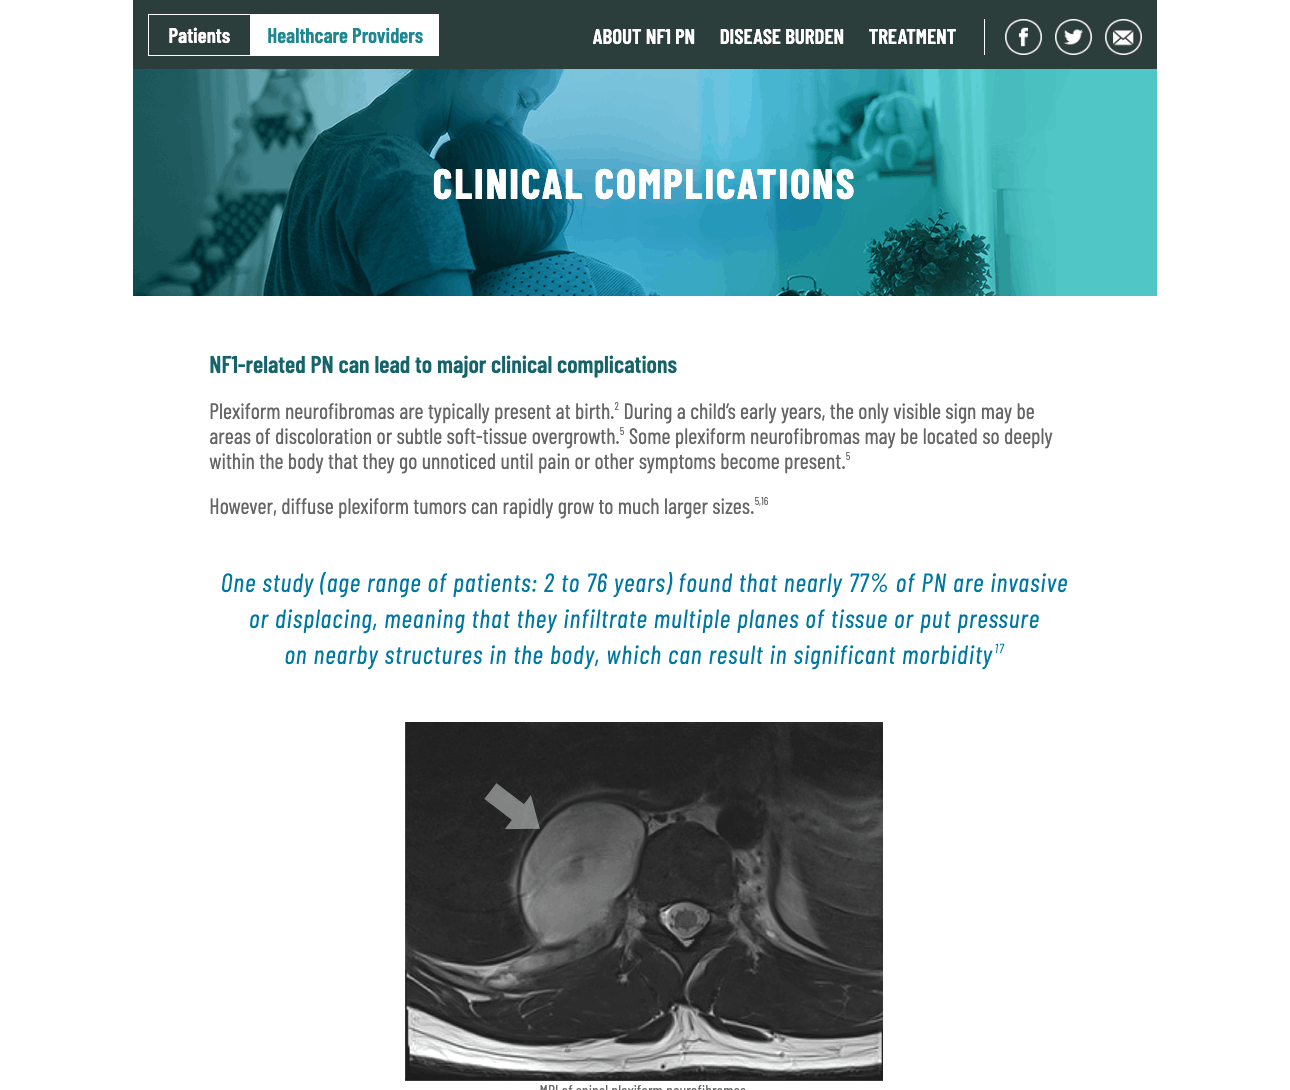 Patients
Healthcare Providers
ABOUT NF1 PN
DISEASE BURDEN
TREATMENT
CLINICAL COMPLICATIONS
NF1-related PN can lead to major clinical complications
Plexiform neurofibromas are typically present at birth.2 During a child's early years, the only visible sign may be
areas of discoloration or subtle soft-tissue overgrowth.5 Some plexiform neurofibromas may be located so deeply
within the body that they go unnoticed until pain or other symptoms become present.5
However, diffuse plexiform tumors can rapidly grow to much larger sizes.5,16
One study (age range of patients: 2 to 76 years) found that nearly 77% of PN are invasive
or displacing, meaning that they infiltrate multiple planes of tissue or put pressure
on nearby structures in the body, which can result in significant morbidity17
MRI of spinal plexiform neurofibromas